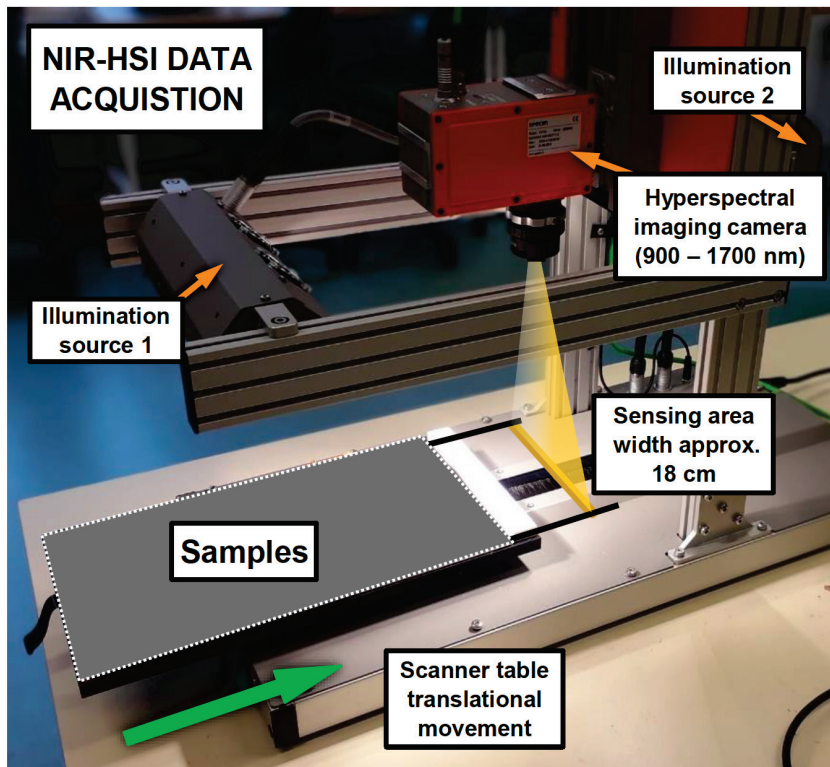 NIR-HSI DATA
ACQUISTION
Illumination
source 2
Hyperspectral
imaging camera
(900 – 1700 nm)
Illumination
source 1
Sensing area
width approx.
18 cm
Samples
Scanner table
translational
movement